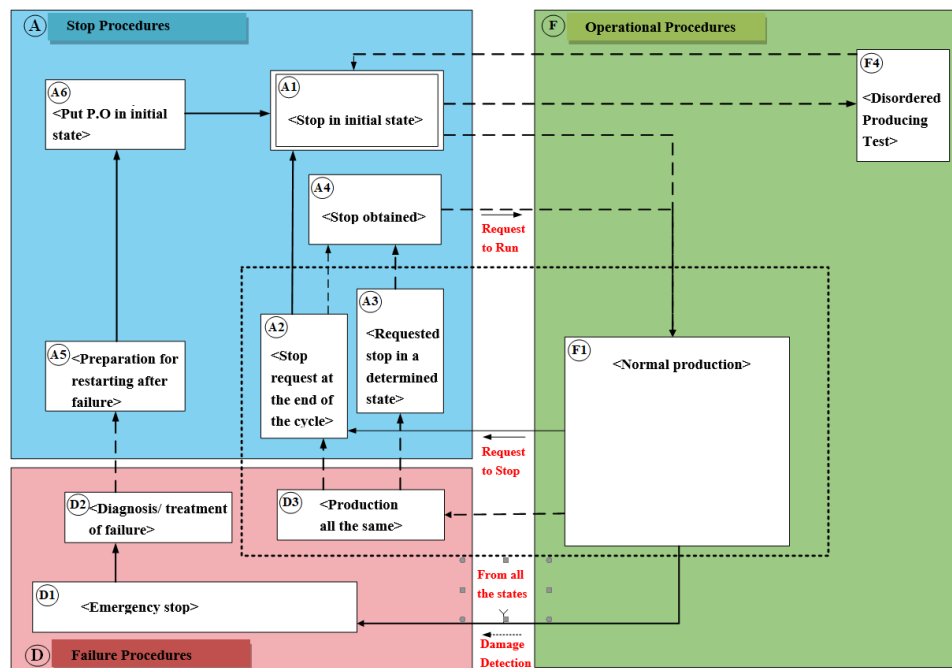 A
Stop Procedures
F
Operational Procedures
A6
<Put P.O in initial
state>
A1
<Stop in initial state>
F4
<Disordered
Producing
Test>
A4
<Stop obtained>
Request
to Run
A3
<Requested
stop in a
determined
state>
A2
<Stop
request at
the end of
the cycle>
A5
<Preparation for
restarting after
failure>
F1
<Normal production>
Request
to Stop
D2
<Diagnosis/ treatment
of failure>
D3
<Production
all the same>
From all
the states
D1
<Emergency stop>
Damage
Detection
D
Failure Procedures